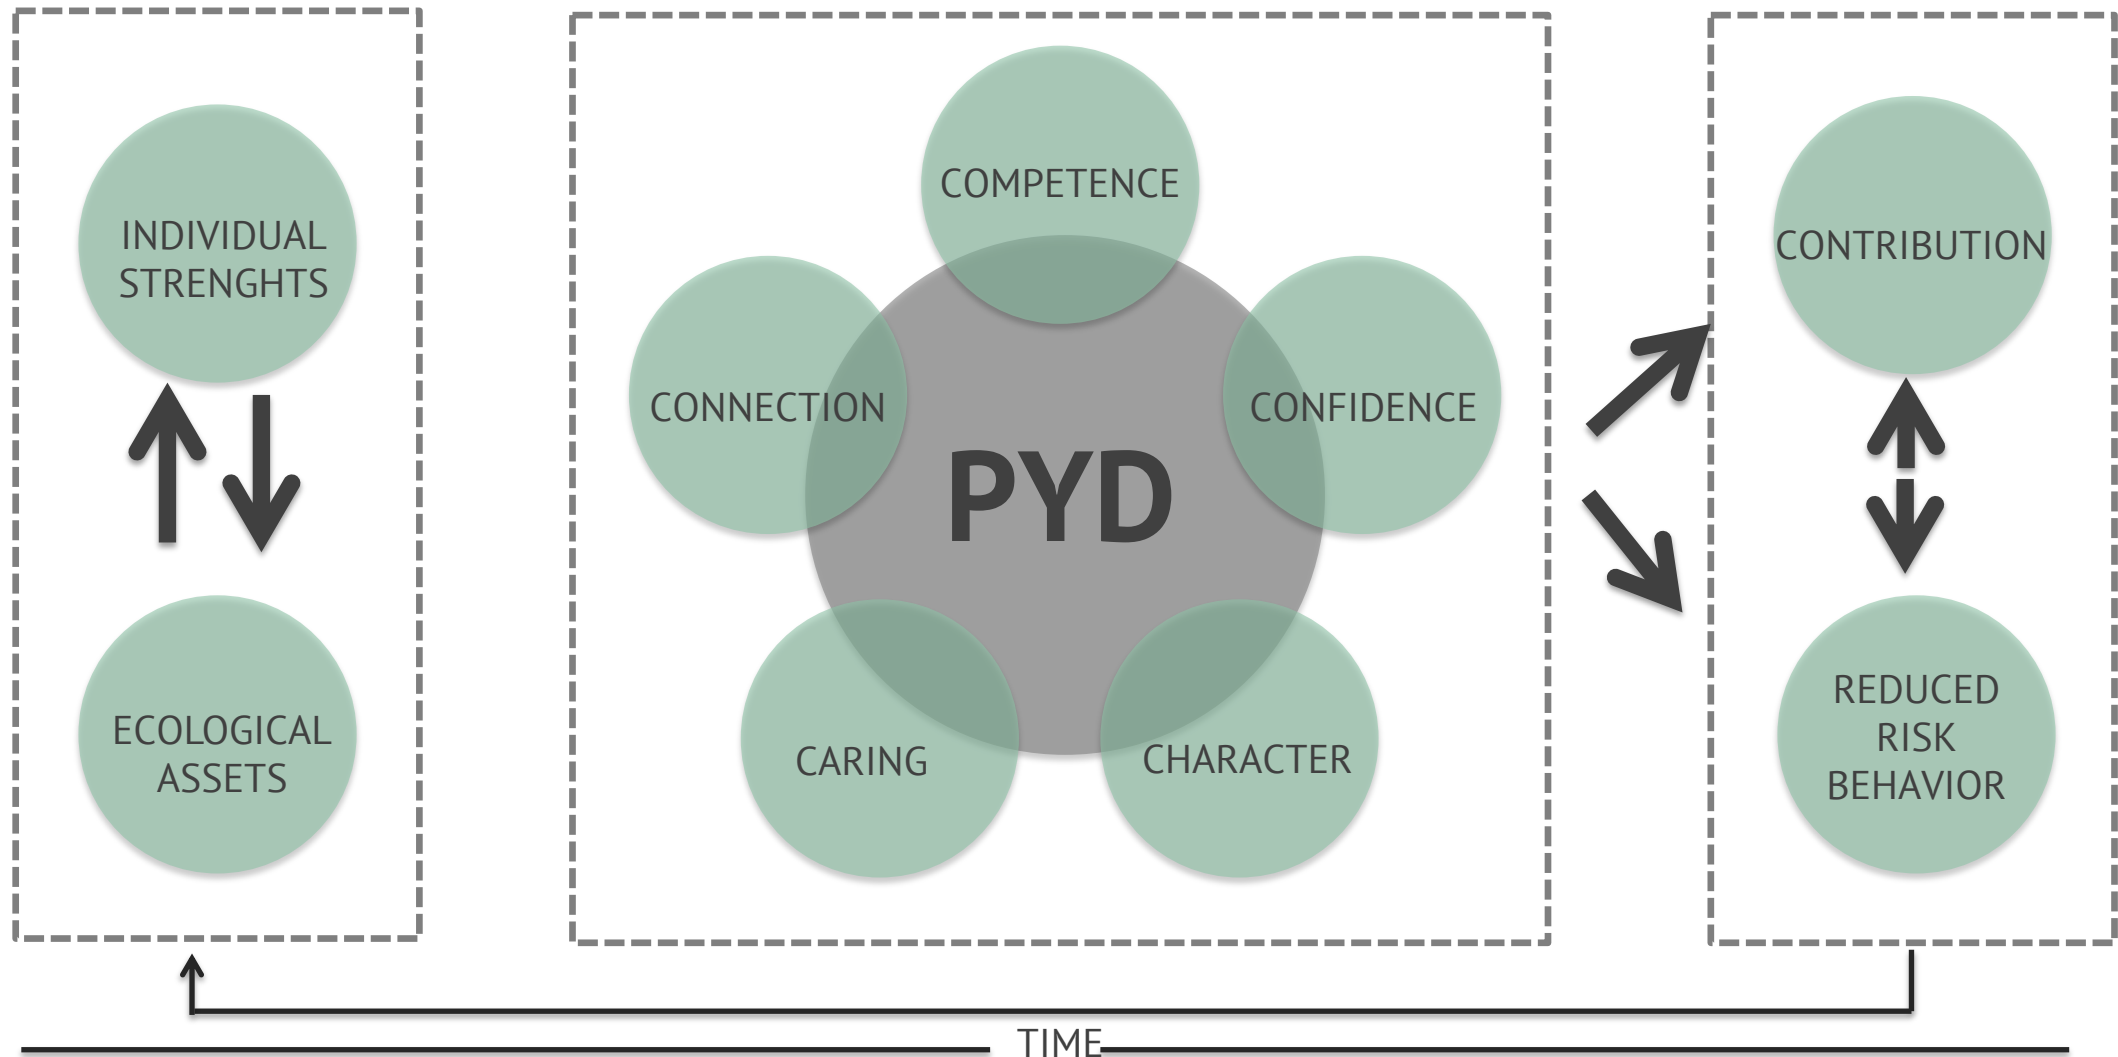 INDIVIDUAL
STRENGHTS
ECOLOGICAL
ASSETS
COMPETENCE
CONNECTION
CONFIDENCE
PYD
CARING
CHARACTER
CONTRIBUTION
REDUCED
RISK
BEHAVIOR
TIME